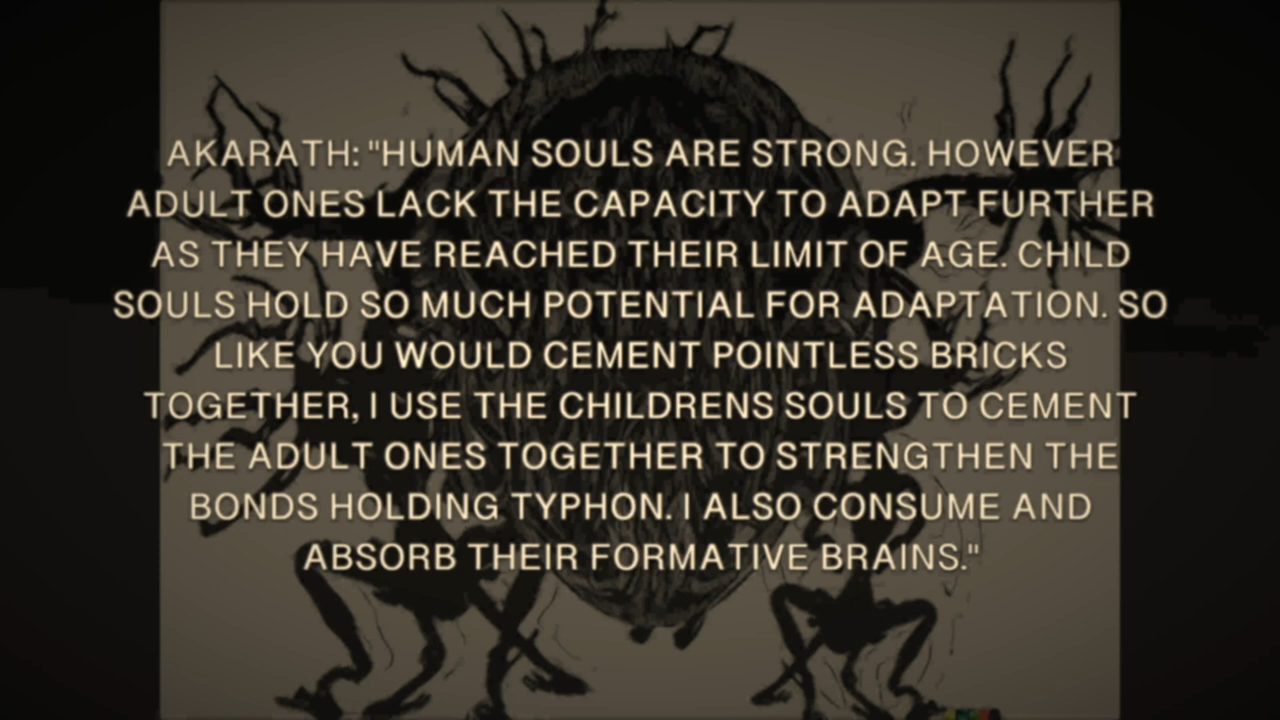 AKARATH: "HUMAN SOULS ARE STRONG. HOWEVER
ADULT ONES LACK THE CAPACITY TO ADAPT FURTHER
AS THEY HAVE REACHED THEIR LIMIT OF AGE. CHILD
SOULS HOLD SO MUCH POTENTIAL FOR ADAPTATION. SO
LIKE YOU WOULD CEMENT POINTLESS BRICKS
TOGETHER, I USE THE CHILDRENS SOULS TO CEMENT
THE ADULT ONES TOGETHER TO STRENGTHEN THE
BONDS HOLDING TYPHON. I ALSO CONSUME AND
ABSORB THEIR FORMATIVE BRAINS."